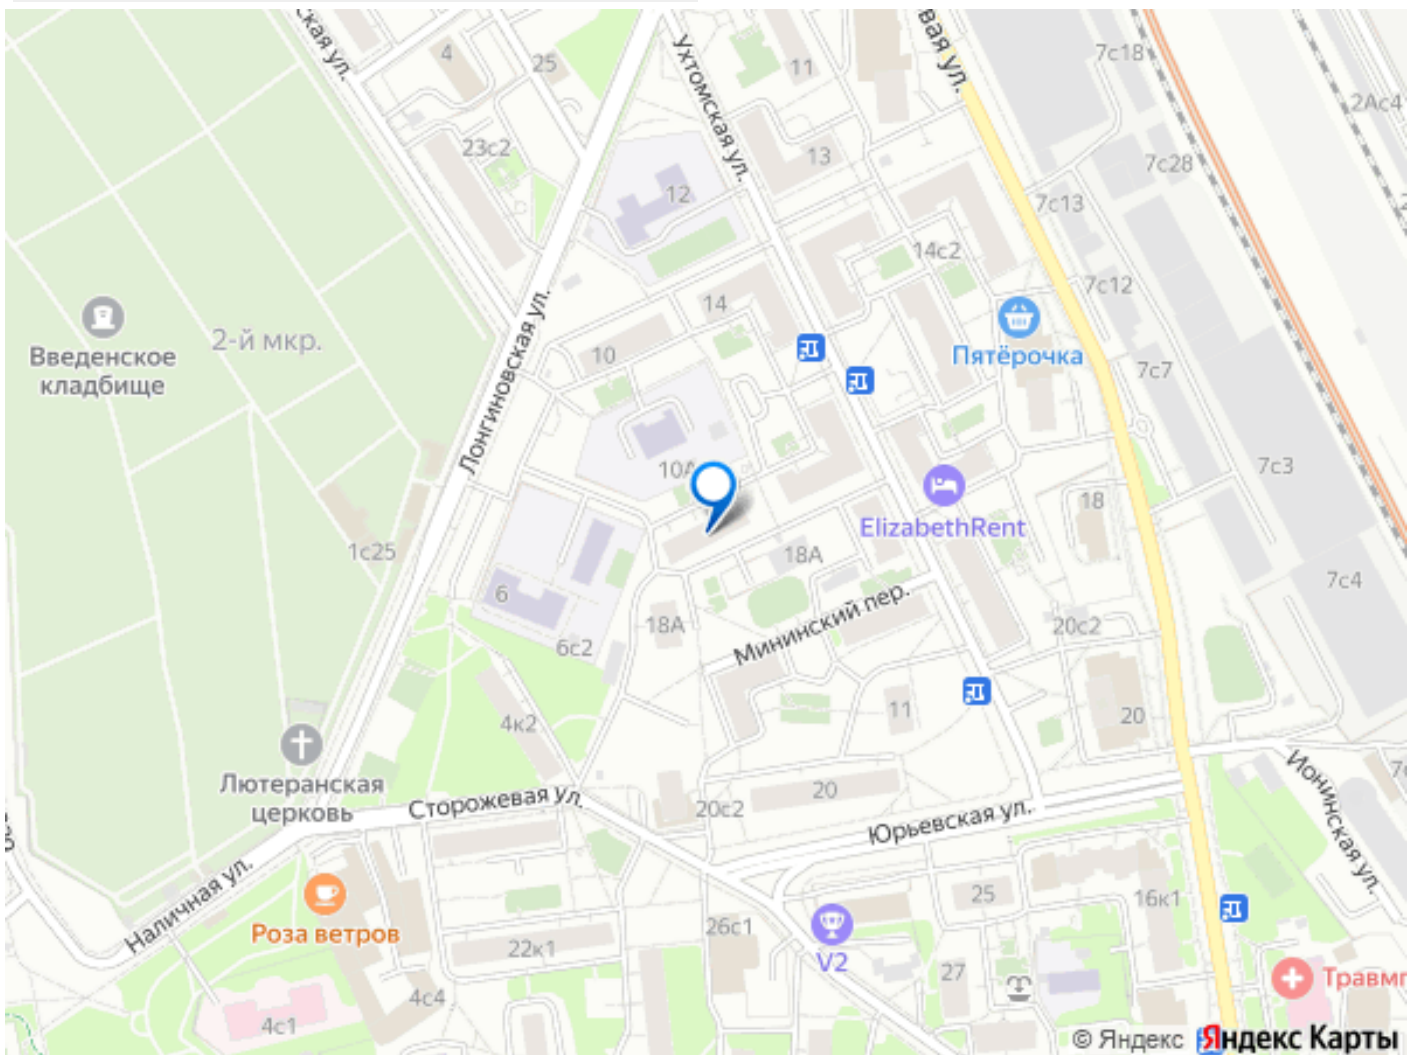 ская ул.
4
25
Ухтомская ул.
11
вая ул.
7с18
2Ас4
23с2
12
13
7с28
7с13
14с2
7с12
Введенское
кладбище
2-й мкр.
Лонгиновская ул.
14
10
Пятёрочка
7с7
10А
ElizabethRent
18
7с3
1с25
18А
7с4
6
6с2
18А
Мининский пер.
20с2
4к2
11
20
Лютеранская
церковь
Сторожевая ул.
20с2
20
Юрьевская ул.
Ионинская ул.
Наличная ул.
Роза ветров
22к1
26с1
V2
25
16к1
27
4с4
4с1
Травмп
© Яндекс Яндекс Карты